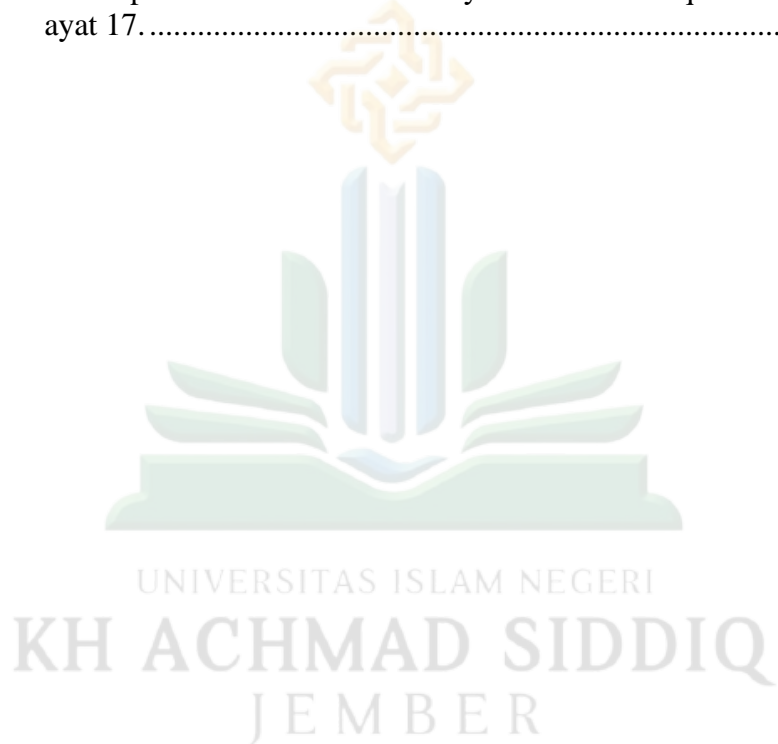 ayat 17. ........................................................................
UNIVERSITAS ISLAM NEGERI
KH ACHMAD SIDDIQ
JEMBER